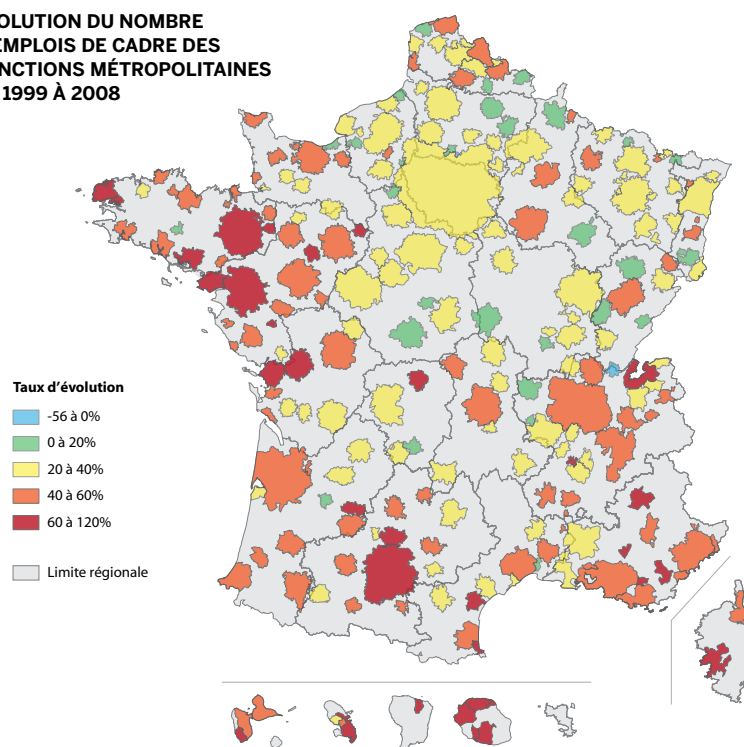 OLUTION DU NOMBRE
EMPLOIS DE CADRE DES
NCTIONS MÉTROPOLITAINES
1999 À 2008
Taux d’évolution
-56 à 0%
0 à 20%
20 à 40%
40 à 60%
60 à 120%
Limite régionale